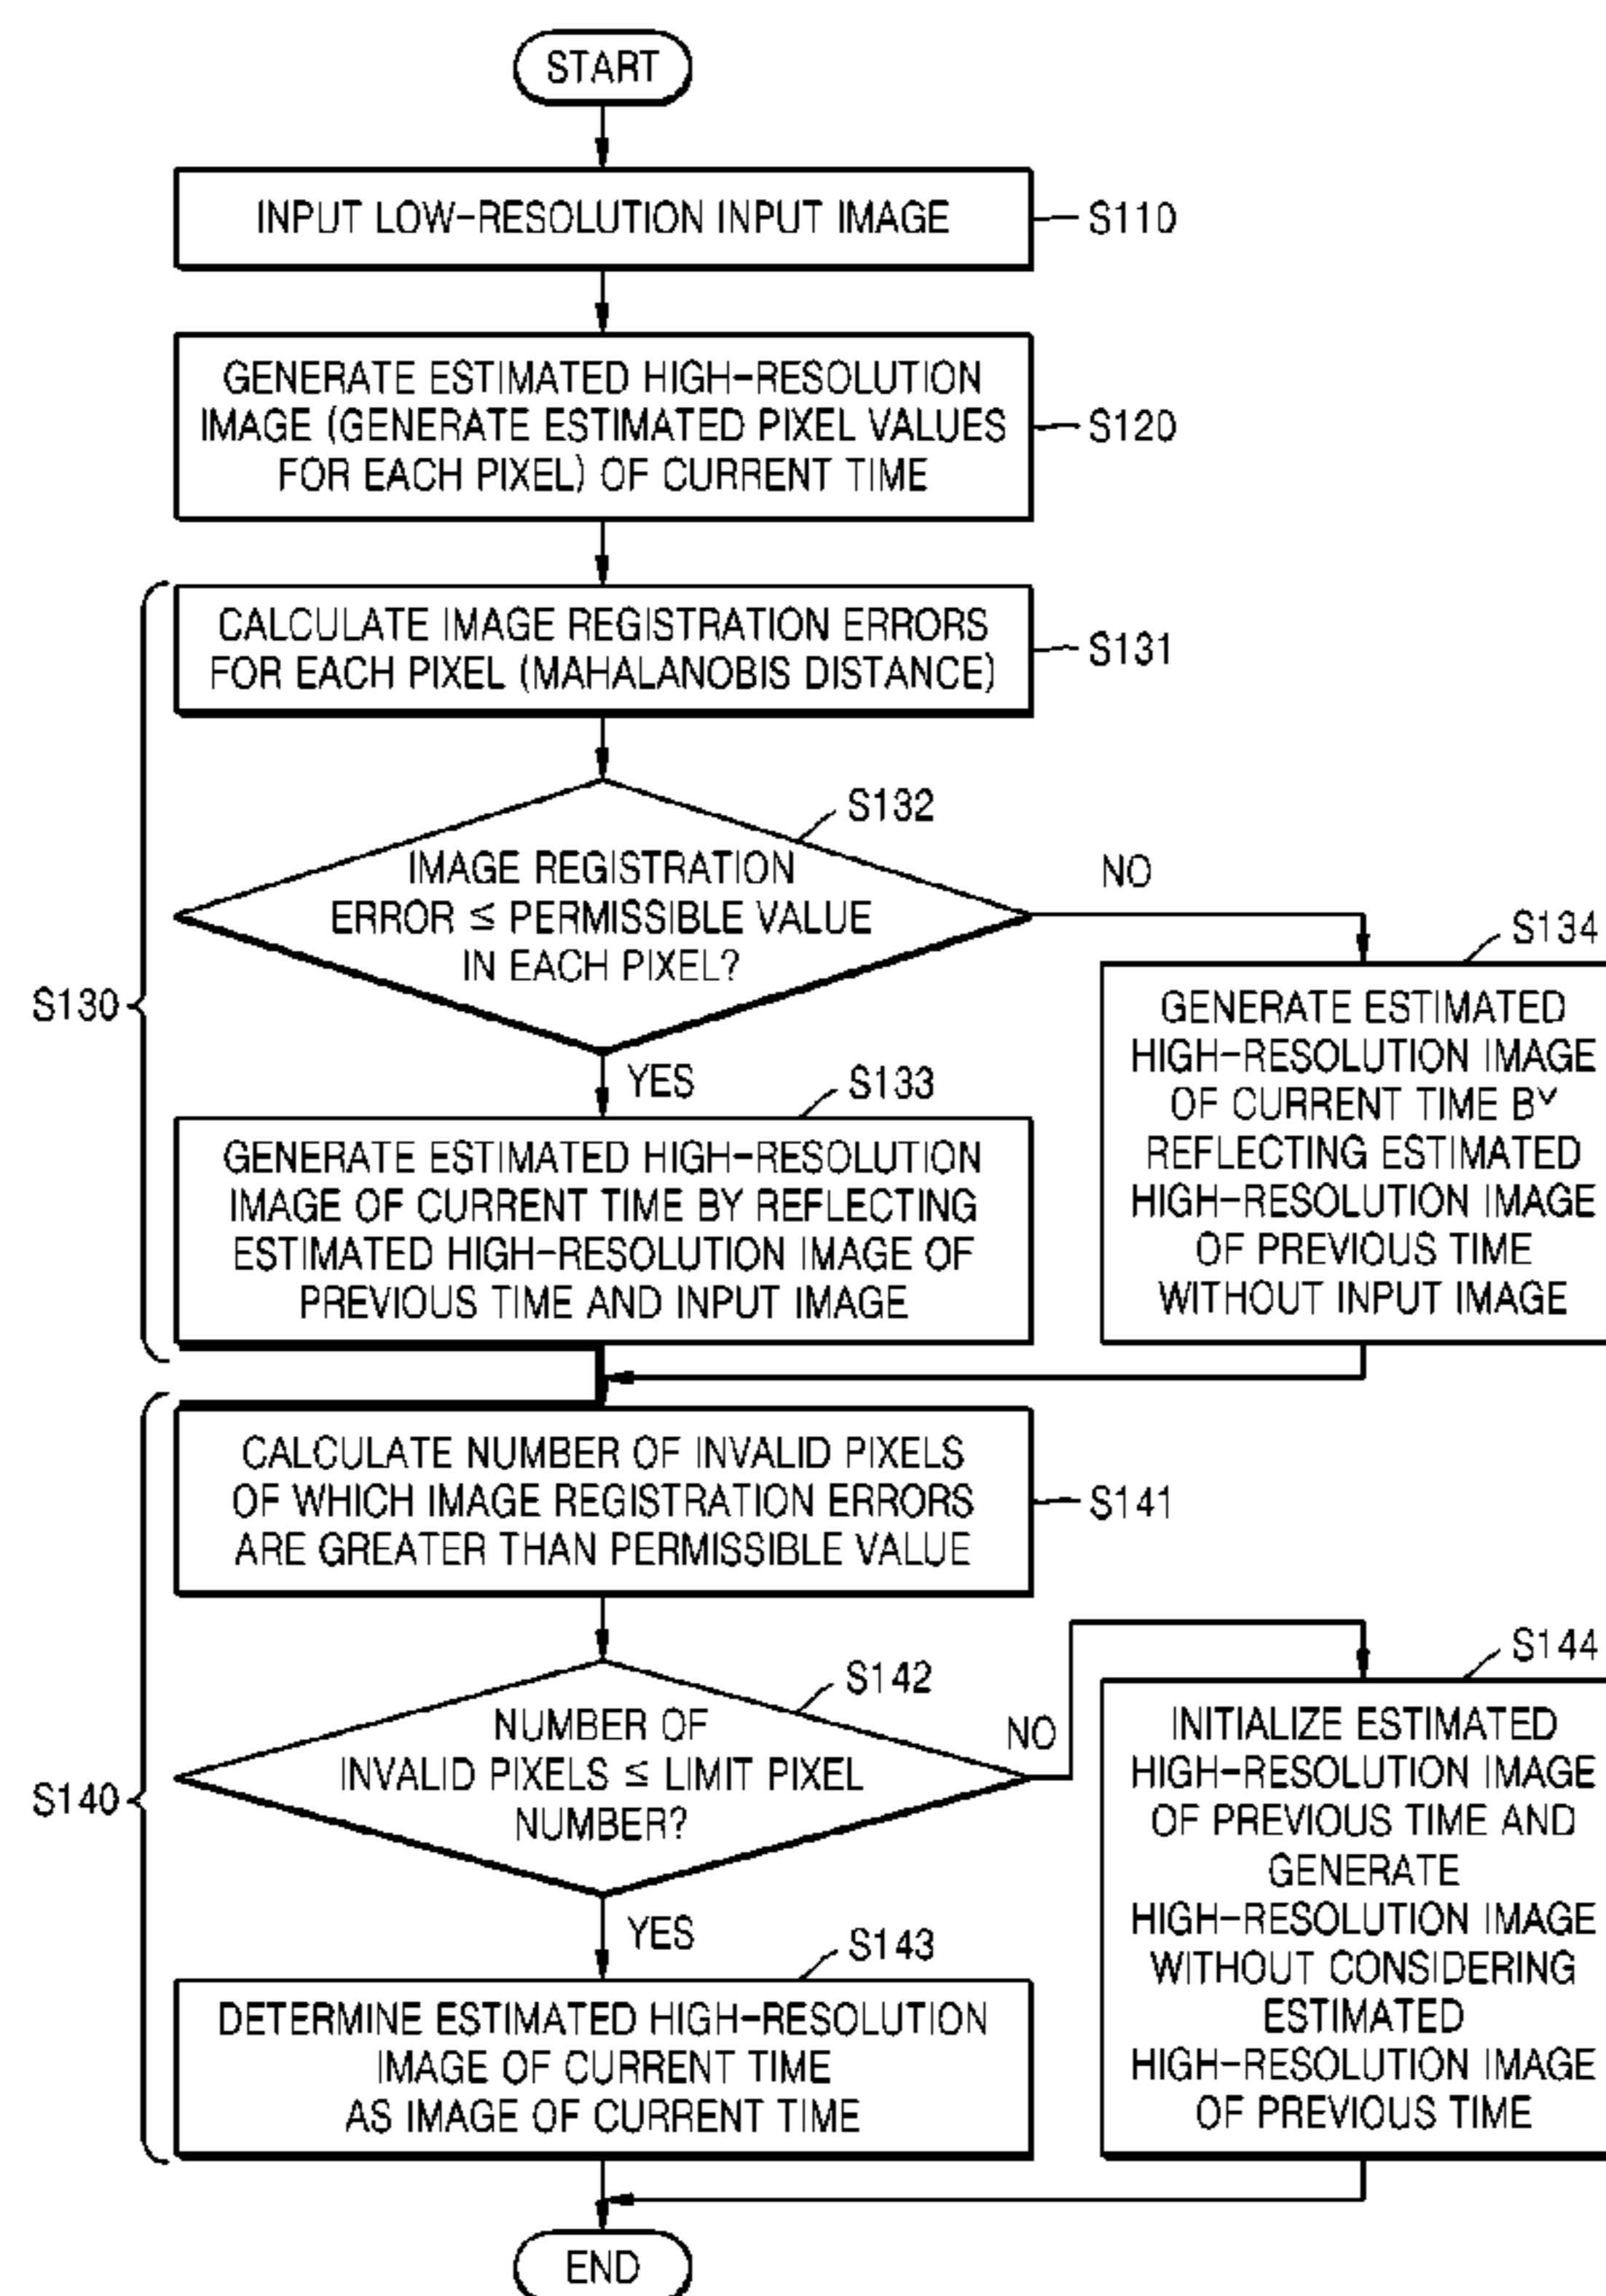 START
INPUT LOW-RESOLUTION INPUT IMAGE
S110
GENERATE ESTIMATED HIGH-RESOLUTION
IMAGE (GENERATE ESTIMATED PIXEL VALUES
FOR EACH PIXEL) OF CURRENT TIME
S120
S130
CALCULATE IMAGE REGISTRATION ERRORS
FOR EACH PIXEL (MAHALANOBIS DISTANCE)
S131
S132
IMAGE REGISTRATION
ERROR ≤ PERMISSIBLE VALUE
IN EACH PIXEL?
NO
YES
S133
GENERATE ESTIMATED HIGH-RESOLUTION
IMAGE OF CURRENT TIME BY REFLECTING
ESTIMATED HIGH-RESOLUTION IMAGE OF
PREVIOUS TIME AND INPUT IMAGE
S134
GENERATE ESTIMATED
HIGH-RESOLUTION IMAGE
OF CURRENT TIME BY
REFLECTING ESTIMATED
HIGH-RESOLUTION IMAGE
OF PREVIOUS TIME
WITHOUT INPUT IMAGE
S140
CALCULATE NUMBER OF INVALID PIXELS
OF WHICH IMAGE REGISTRATION ERRORS
ARE GREATER THAN PERMISSIBLE VALUE
S141
S142
NUMBER OF
INVALID PIXELS ≤ LIMIT PIXEL
NUMBER?
NO
YES
S143
DETERMINE ESTIMATED HIGH-RESOLUTION
IMAGE OF CURRENT TIME
AS IMAGE OF CURRENT TIME
S144
INITIALIZE ESTIMATED
HIGH-RESOLUTION IMAGE
OF PREVIOUS TIME AND
GENERATE
HIGH-RESOLUTION IMAGE
WITHOUT CONSIDERING
ESTIMATED
HIGH-RESOLUTION IMAGE
OF PREVIOUS TIME
END